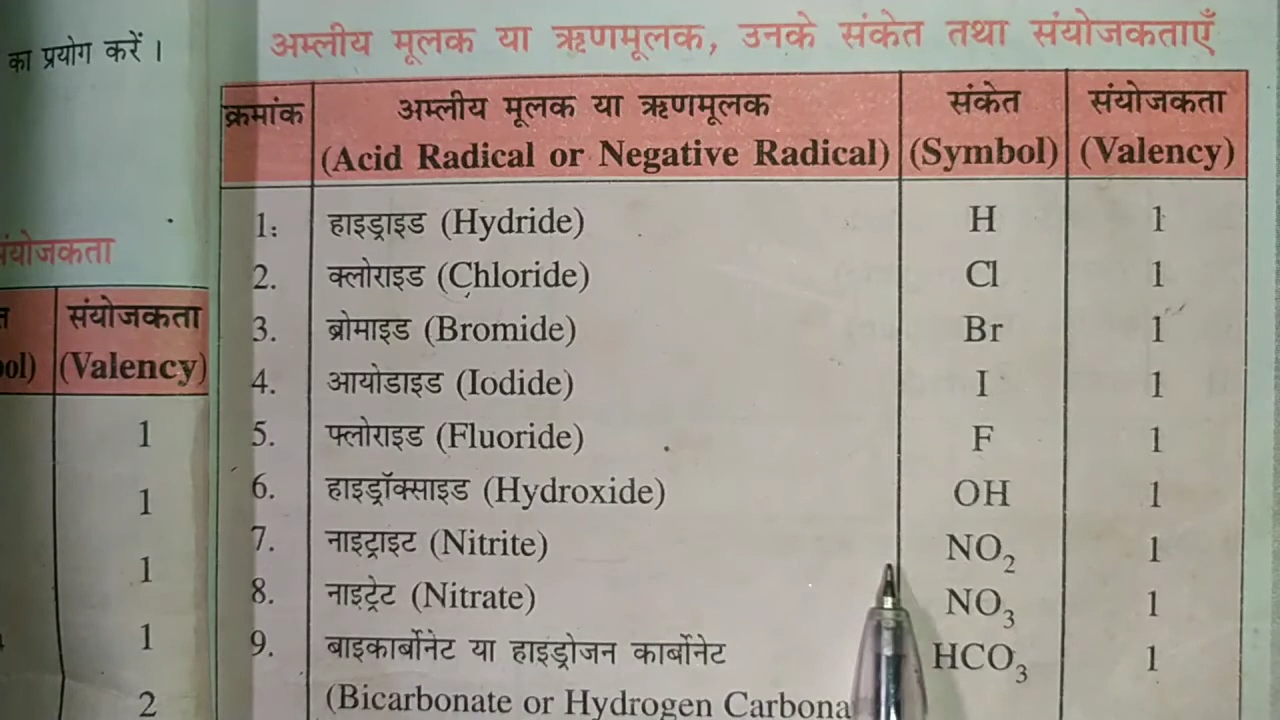 का प्रयोग करें ।
संयोजकता
संयोजकता
(Valency)
1
1
1
1
2
अम्लीय मूलक या ऋणमूलक, उनके संकेत तथा संयोजकताएँ
क्रमांक अम्लीय मूलक या ऋणमूलक संकेत संयोजकता
(Acid Radical or Negative Radical) (Symbol) (Valency)
1. हाइड्राइड (Hydride) H 1
2. क्लोराइड (Chloride) Cl 1
3. ब्रोमाइड (Bromide) Br 1
4. आयोडाइड (Iodide) I 1
5. फ्लोराइड (Fluoride) F 1
6. हाइड्रॉक्साइड (Hydroxide) OH 1
7. नाइट्राइट (Nitrite) NO₂ 1
8. नाइट्रेट (Nitrate) NO₃ 1
9. बाइकार्बोनेट या हाइड्रोजन कार्बोनेट HCO₃ 1
(Bicarbonate or Hydrogen Carbona